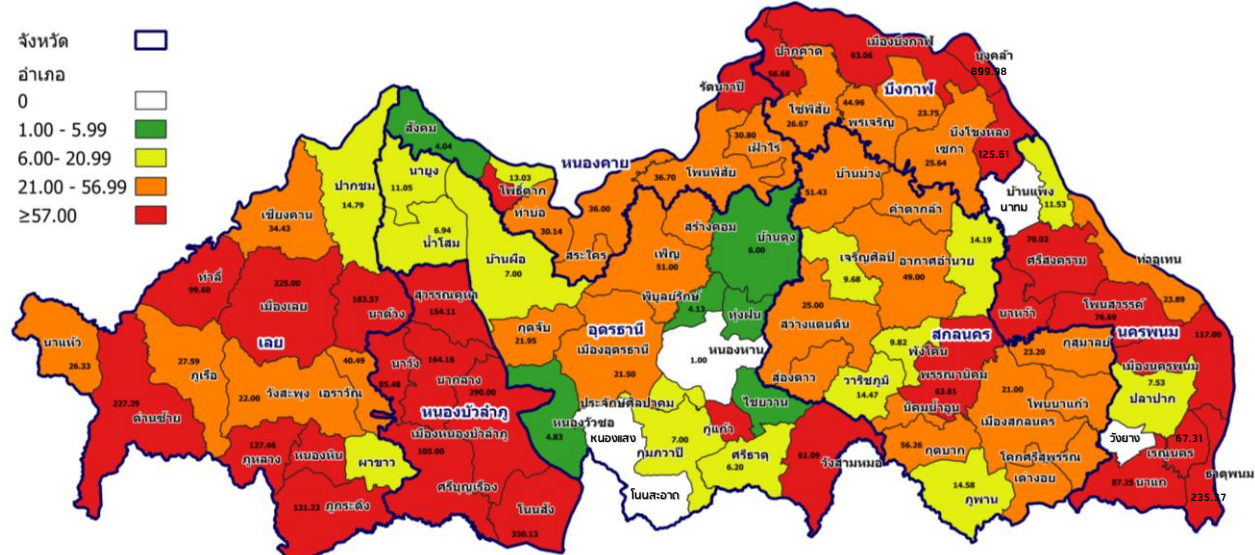 จังหวัด
อำเภอ
0
1.00 - 5.99
6.00- 20.99
21.00 - 56.99
≥57.00
เมืองบึงกาฬ
63.06
ปากคาด
56.68
บุ่งคล้า
899.98
รัตนวาปี
บึงกาฬ
โซ่พิสัย
26.67
44.96
พรเจริญ
23.75
บึงโขงหลง
125.61
เซกา
25.64
สังคม
4.04
หนองคาย
30.80
เฝ้าไร่
36.70
โพนพิสัย
13.03
โพธิ์ตาก
ท่าบ่อ
30.14
36.00
สระใคร
ปากชม
14.79
นายูง
11.05
6.94
น้ำโสม
บ้านผือ
7.00
เชียงคาน
34.43
สร้างคอม
เพ็ญ
51.00
บ้านดุง
6.00
บ้านม่วง
51.43
คำตากล้า
บ้านแพง
นาทม
11.53
14.19
เจริญศิลป์
9.68
อากาศอำนวย
49.00
70.02
ศรีสงคราม
ท่าอุเทน
23.89
ท่าลี่
99.60
225.00
เมืองเลย
183.57
นาด้วง
สุวรรณคูหา
154.11
พิบูลย์รักษ์
4.13
ทุ่งฝน
25.00
สว่างแดนดิน
นาหว้า
โพนสวรรค์
76.69
นครพนม
117.00
กุดจับ
21.95
อุดรธานี
เมืองอุดรธานี
21.50
หนองหาน
1.00
สกลนคร
9.82
พังโคน
23.20
กุสุมาลย์
เมืองนครพนม
7.53
ปลาปาก
นาแห้ว
26.33
เลย
27.59
ภูเรือ
40.49
22.00
วังสะพุง
เอราวัณ
นาวัง
85.48
164.16
นากลาง
290.00
ส่องดาว
วาริชภูมิ
14.47
พรรณานิคม
63.81
21.00
โพนนาแก้ว
นิคมน้ำอูน
เมืองสกลนคร
227.29
ด่านซ้าย
หนองบัวลำภู
เมืองหนองบัวลำภู
105.00
หนองวัวซอ
4.83
ประจักษ์ศิลปาคม
หนองแสง
7.00
กุมภวาปี
กู่แก้ว
ไชยวาน
ศรีธาตุ
6.20
61.09
วังสามหมอ
56.26
กุดบาก
โคกศรีสุพรรณ
เต่างอย
วังยาง
67.31
เรณูนคร
87.25
นาแก
ธาตุพนม
235.37
127.46
ภูหลวง
หนองหิน
ผาขาว
131.23
ภูกระดึง
ศรีบุญเรือง
โนนสัง
330.13
โนนสะอาด
14.58
ภูพาน